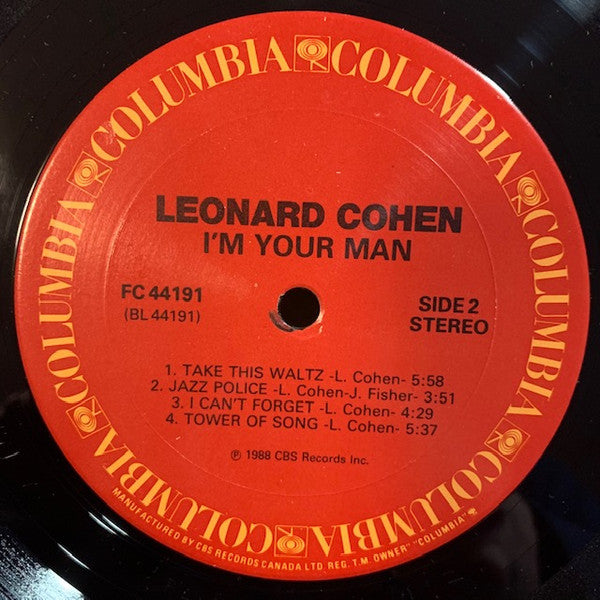 COLUMBIA COLUMBIA COLUMBIA COLUMBIA COLUMBIA COLUMBIA
LEONARD COHEN
I'M YOUR MAN
FC 44191
(BL 44191)
SIDE 2
STEREO
1. TAKE THIS WALTZ -L. Cohen- 5:58
2. JAZZ POLICE -L. Cohen-J. Fisher- 3:51
3. I CAN'T FORGET -L. Cohen- 4:29
4. TOWER OF SONG -L. Cohen- 5:37
℗ 1988 CBS Records Inc.
MANUFACTURED BY CBS RECORDS CANADA LTD. REG. T.M. OWNER" "COLUMBIA"